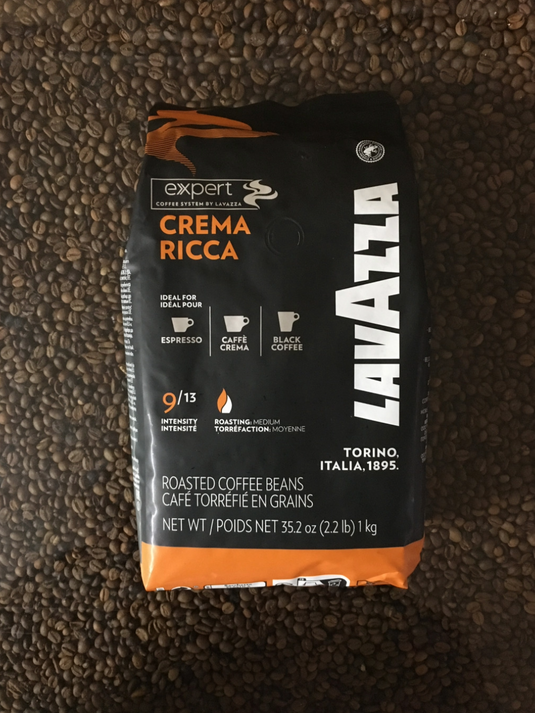 expert
COFFEE SYSTEM BY LAVAZZA
CREMA
RICCA
LAVAZZA
TORINO,
ITALIA, 1895.
IDEAL FOR
IDÉAL POUR
ESPRESSO
CAFFÈ
CREMA
BLACK
COFFEE
9/13
INTENSITY
INTENSITÉ
ROASTING: MEDIUM
TORRÉFACTION: MOYENNE
ROASTED COFFEE BEANS
CAFÉ TORRÉFIÉ EN GRAINS
NET WT / POIDS NET 35.2 oz (2.2 lb) 1 kg